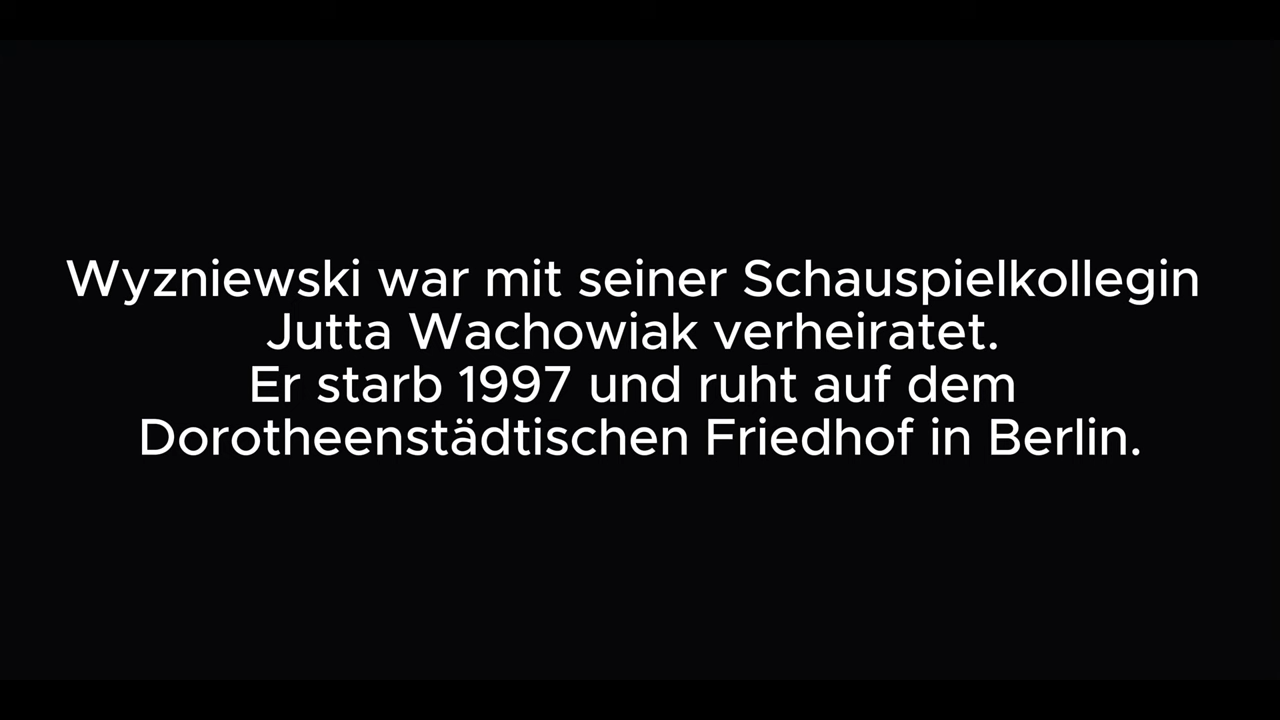 Wyzniewski war mit seiner Schauspielkollegin
Jutta Wachowiak verheiratet.
Er starb 1997 und ruht auf dem
Dorotheenstädtischen Friedhof in Berlin.